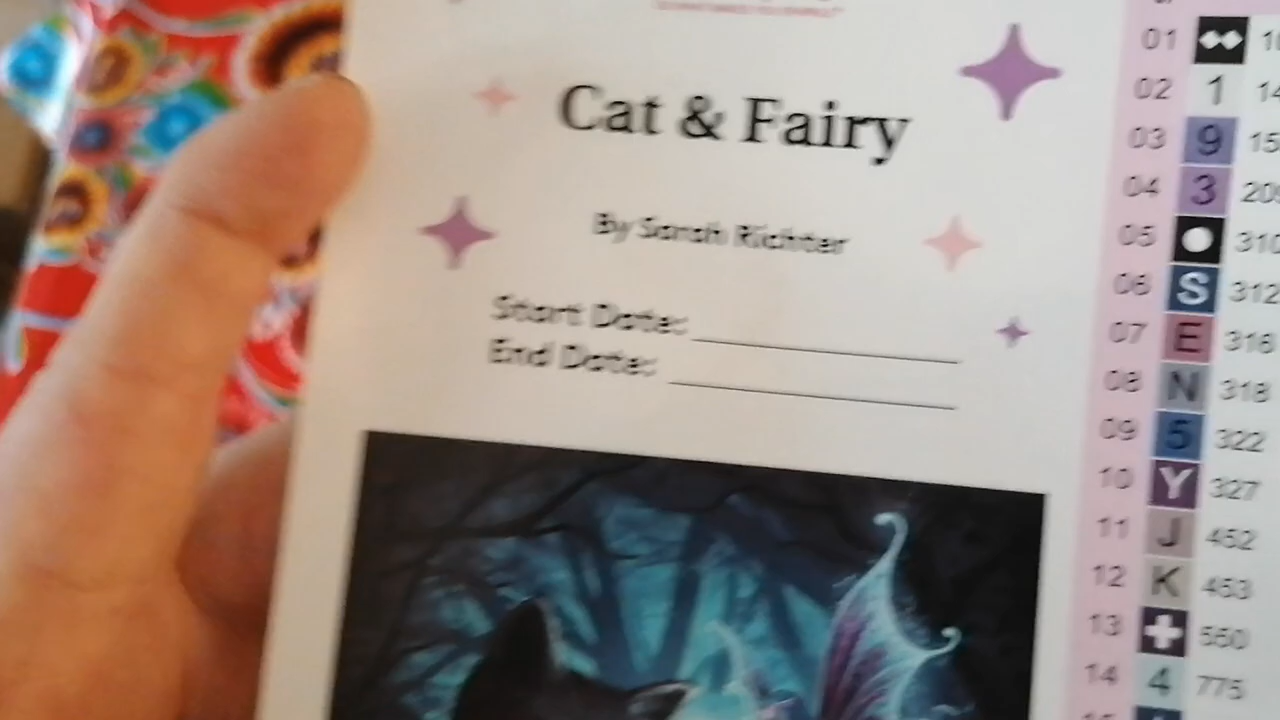 Cat & Fairy
By Sarah Richter
Start Date:
End Date:
01
02 1
03 9
04 3
05 310
06 S 312
07 E 316
08 N 318
09 5 322
10 Y 327
11 J 452
12 K 453
13 550
14 4 775